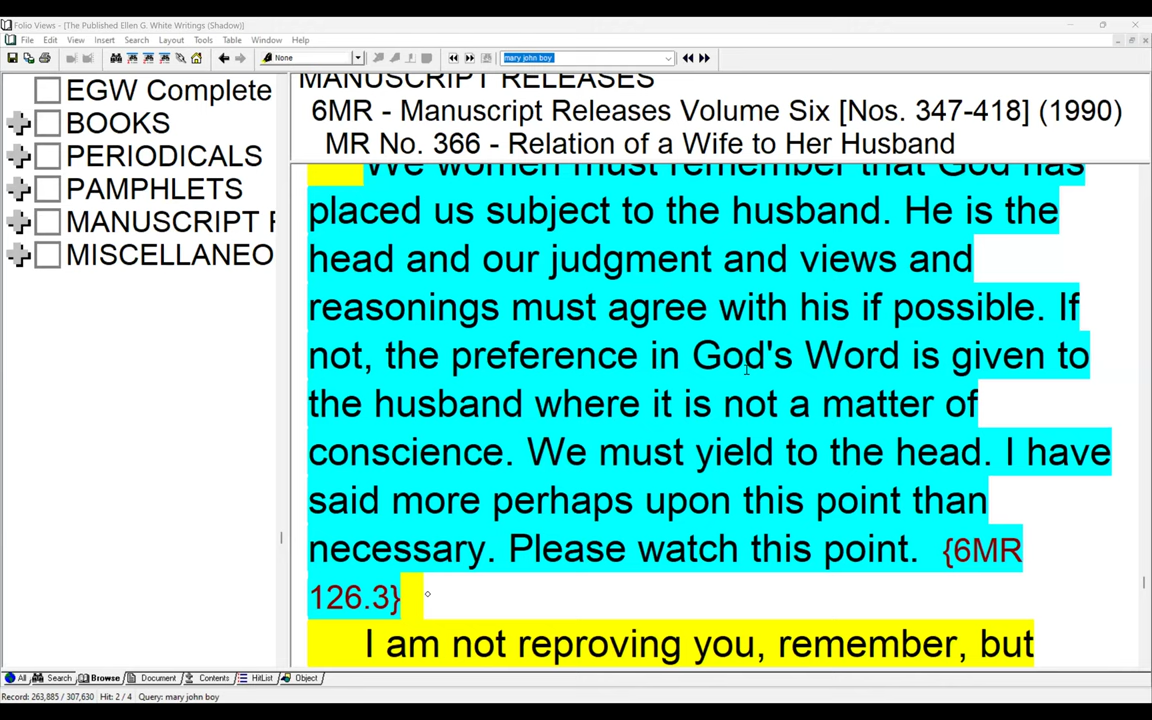 Folio Views - [The Published Ellen G. White Writings (Shadow)]
File Edit View Insert Search Layout Tools Table Window Help
None
mary john boy
EGW Complete
BOOKS
PERIODICALS
PAMPHLETS
MANUSCRIPT
MISCELLANEO
MANUSCRIPT RELEASES
6MR - Manuscript Releases Volume Six [Nos. 347-418] (1990)
MR No. 366 - Relation of a Wife to Her Husband
We women must remember that God has
placed us subject to the husband. He is the
head and our judgment and views and
reasonings must agree with his if possible. If
not, the preference in God's Word is given to
the husband where it is not a matter of
conscience. We must yield to the head. I have
said more perhaps upon this point than
necessary. Please watch this point. {6MR
126.3}
I am not reproving you, remember, but
All Search Browse Document Contents HitList Object
Record: 263,885 / 307,630 Hit: 2 / 4 Query: mary john boy